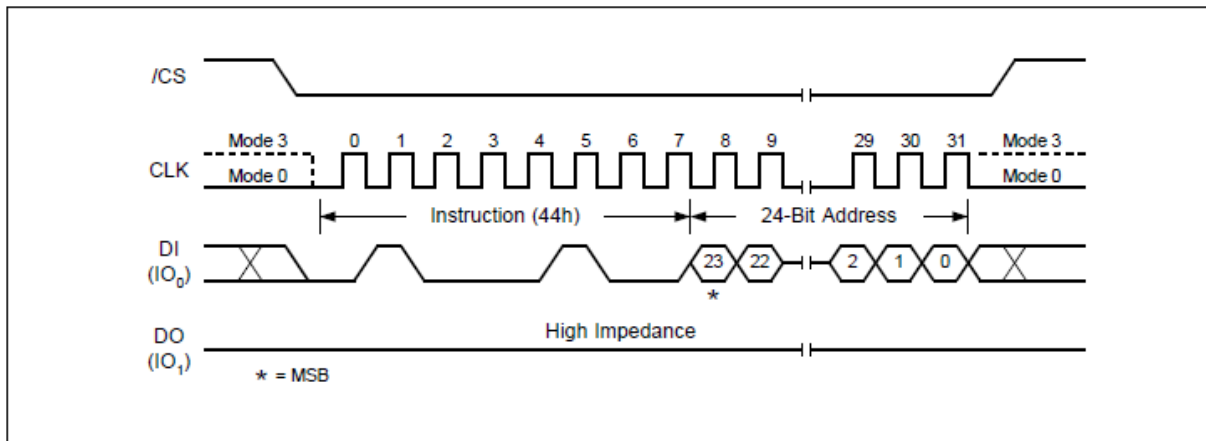 /CS
Mode 3 0 1 2 3 4 5 6 7 8 9 29 30 31 Mode 3
CLK Mode 0 Mode 0
Instruction (44h) 24-Bit Address
DI
(IO0) 23 22 2 1 0
*
High Impedance
DO
(IO1)
* = MSB